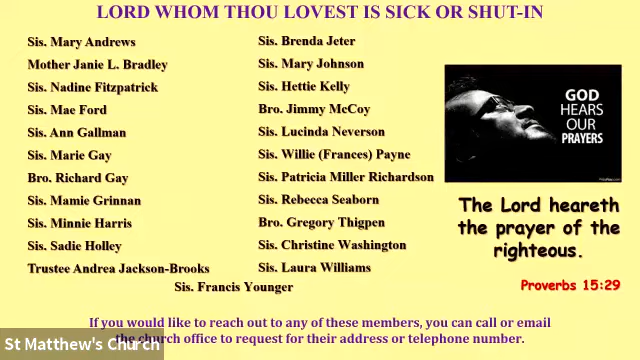 LORD WHOM THOU LOVEST IS SICK OR SHUT-IN
Sis. Mary Andrews
Mother Janie L. Bradley
Sis. Nadine Fitzpatrick
Sis. Mae Ford
Sis. Ann Gallman
Sis. Marie Gay
Bro. Richard Gay
Sis. Mamie Grinnan
Sis. Minnie Harris
Sis. Sadie Holley
Trustee Andrea Jackson-Brooks
Sis. Brenda Jeter
Sis. Mary Johnson
Sis. Hettie Kelly
Bro. Jimmy McCoy
Sis. Lucinda Neverson
Sis. Willie (Frances) Payne
Sis. Patricia Miller Richardson
Sis. Rebecca Seaborn
Bro. Gregory Thigpen
Sis. Christine Washington
Sis. Laura Williams
Sis. Francis Younger
GOD
HEARS
OUR
PRAYERS
The Lord heareth
the prayer of the
righteous.
Proverbs 15:29
If you would like to reach out to any of these members, you can call or email
the church office to request for their address or telephone number.
St Matthew's Church